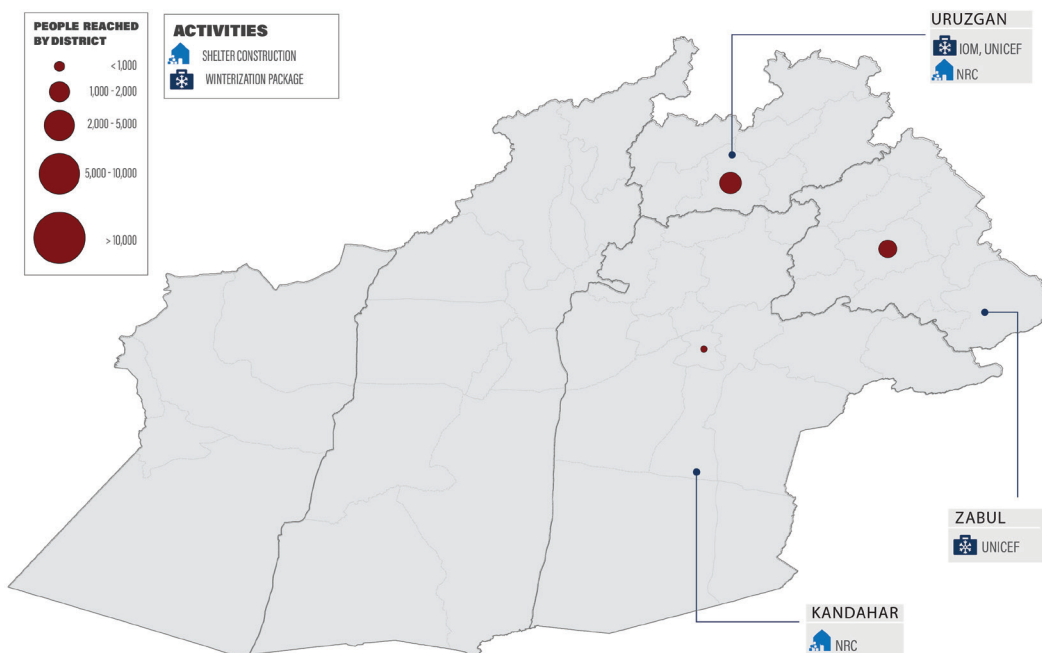 PEOPLE REACHED
BY DISTRICT
< 1,000
1,000 - 2,000
2,000 - 5,000
5,000 - 10,000
> 10,000
ACTIVITIES
SHELTER CONSTRUCTION
WINTERIZATION PACKAGE
URUZGAN
IOM, UNICEF
NRC
ZABUL
UNICEF
KANDAHAR
NRC